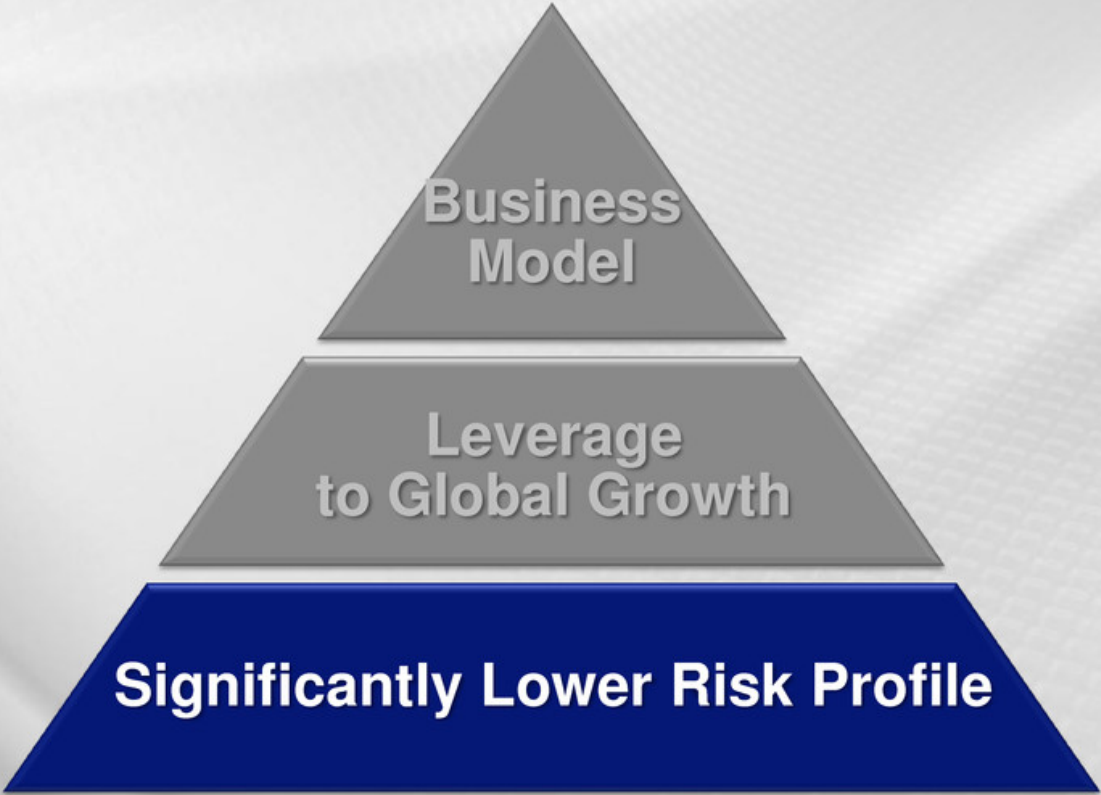 Business
Model
Leverage
to Global Growth
Significantly Lower Risk Profile